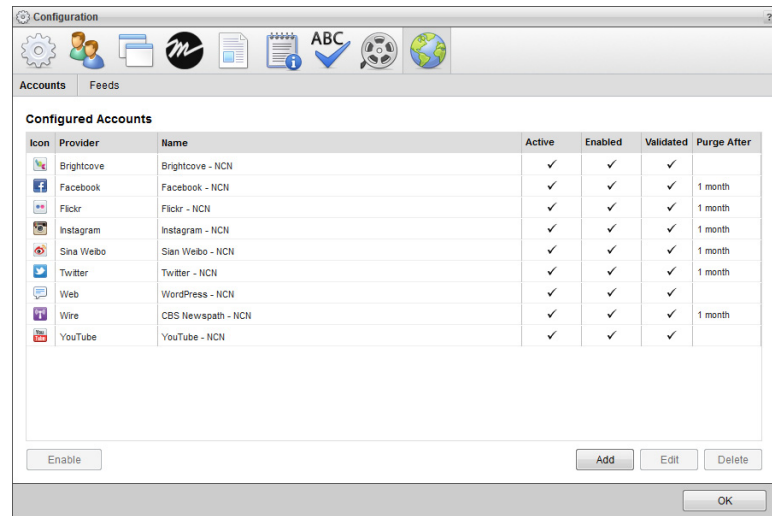 Configuration
?
ABC
Accounts Feeds
Configured Accounts
Icon Provider Name Active Enabled Validated Purge After
Brightcove Brightcove - NCN
Facebook Facebook - NCN 1 month
Flickr Flickr - NCN 1 month
Instagram Instagram - NCN 1 month
Sina Weibo Sian Weibo - NCN 1 month
Twitter Twitter - NCN 1 month
Web WordPress - NCN
Wire CBS Newspath - NCN 1 month
You Tube YouTube YouTube - NCN
Enable Add Edit Delete
OK